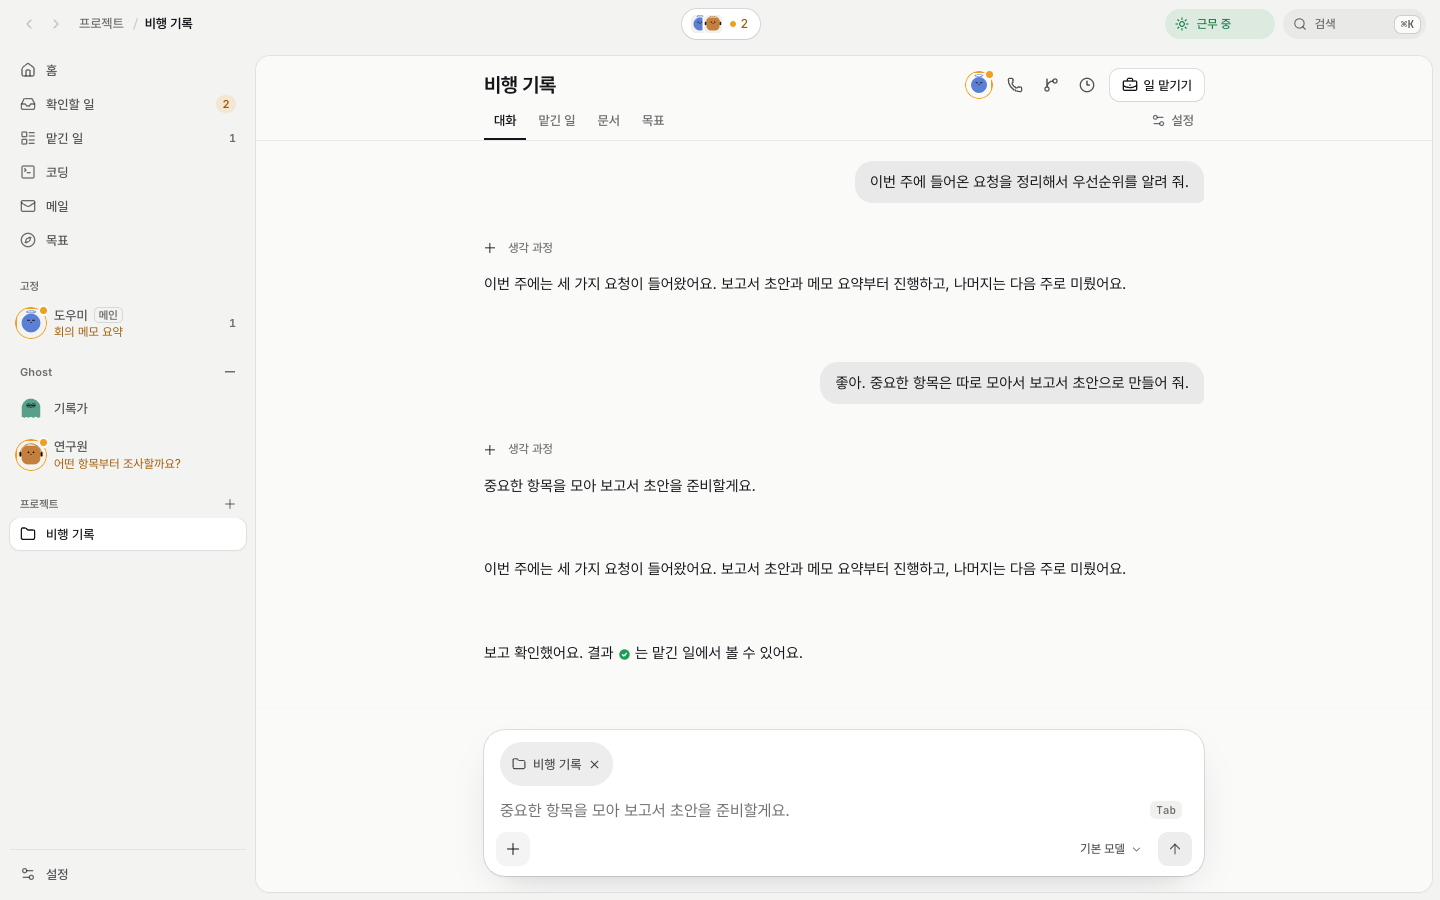 프로젝트 / 비행 기록
2
근무 중
검색
⌘K
홈
확인할 일
2
맡긴 일
1
코딩
메일
목표
고정
도우미 메인
회의 메모 요약
1
Ghost
기록가
연구원
어떤 항목부터 조사할까요?
프로젝트
비행 기록
설정
비행 기록
일 맡기기
대화
맡긴 일
문서
목표
설정
이번 주에 들어온 요청을 정리해서 우선순위를 알려 줘.
생각 과정
이번 주에는 세 가지 요청이 들어왔어요. 보고서 초안과 메모 요약부터 진행하고, 나머지는 다음 주로 미뤘어요.
좋아. 중요한 항목은 따로 모아서 보고서 초안으로 만들어 줘.
생각 과정
중요한 항목을 모아 보고서 초안을 준비할게요.
이번 주에는 세 가지 요청이 들어왔어요. 보고서 초안과 메모 요약부터 진행하고, 나머지는 다음 주로 미뤘어요.
보고 확인했어요. 결과 는 맡긴 일에서 볼 수 있어요.
비행 기록
중요한 항목을 모아 보고서 초안을 준비할게요.
Tab
기본 모델